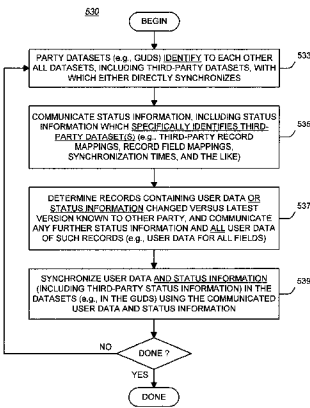 530
BEGIN
PARTY DATASETS (e.g., GUDS) IDENTIFY TO EACH OTHER
ALL DATASETS, INCLUDING THIRD-PARTY DATASETS, WITH
WHICH EITHER DIRECTLY SYNCHRONIZES
533
COMMUNICATE STATUS INFORMATION, INCLUDING STATUS
INFORMATION WHICH SPECIFICALLY IDENTIFIES THIRD-
PARTY DATASET(S) (e.g., THIRD-PARTY RECORD
MAPPINGS, RECORD FIELD MAPPINGS,
SYNCHRONIZATION TIMES, AND THE LIKE)
535
DETERMINE RECORDS CONTAINING USER DATA OR
STATUS INFORMATION CHANGED VERSUS LATEST
VERSION KNOWN TO OTHER PARTY, AND COMMUNICATE
ANY FURTHER STATUS INFORMATION AND ALL USER DATA
OF SUCH RECORDS (e.g., USER DATA FOR ALL FIELDS)
537
SYNCHRONIZE USER DATA AND STATUS INFORMATION
(INCLUDING THIRD-PARTY STATUS INFORMATION) IN THE
DATASETS (e.g., IN THE GUDS) USING THE COMMUNICATED
USER DATA AND STATUS INFORMATION
539
NO
DONE ?
YES
DONE